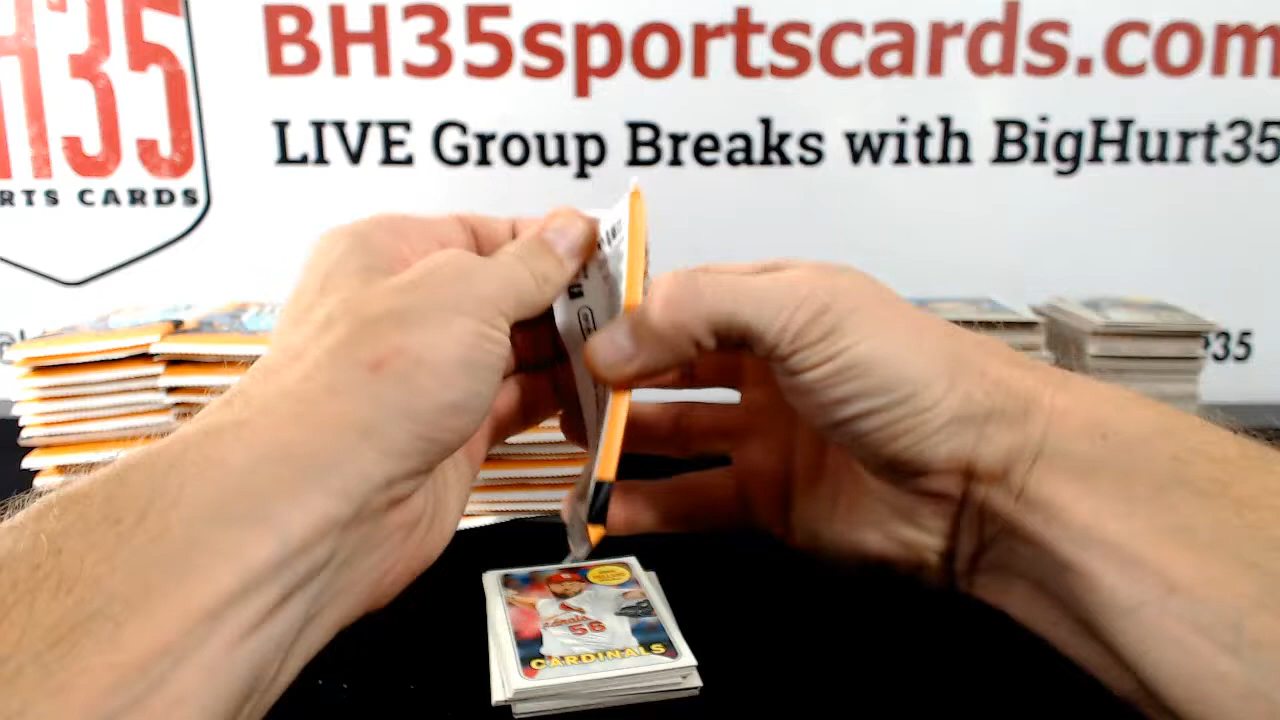 H35
RTS CARDS
BH35sportscards.com
LIVE Group Breaks with BigHurt35
35
56
CARDINALS